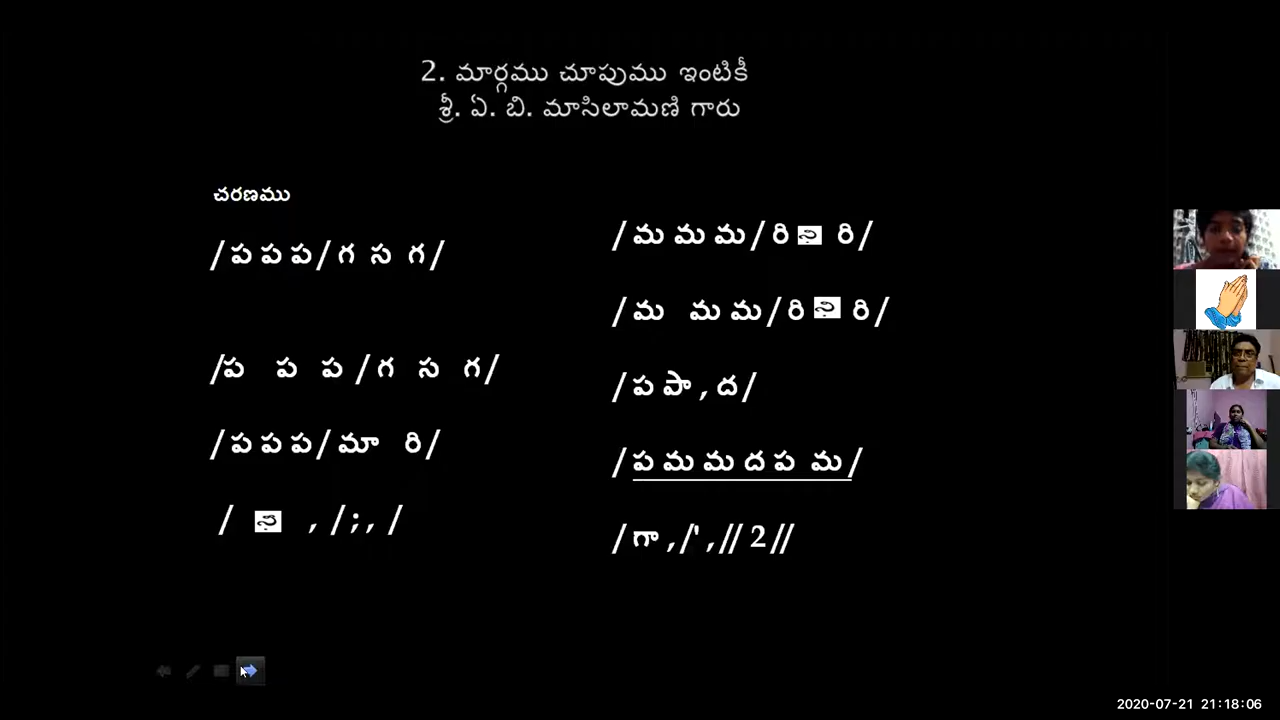 2. మార్గము చూపుము ఇంటికీ
శ్రీ. ఏ. బి. మాసిలామణి గారు
చరణము
/ప ప ప/గ స గ/
/ప ప ప /గ స గ/
/ప ప ప/మా రి/
/ నీ , /;, /
/మ మ మ/రి ని రి/
/మ మ మ/రి ని రి/
/ప పా , ద/
/ప మ మ ద ప మ/
/గా ,/' ,// 2//
2020-07-21 21:18:06